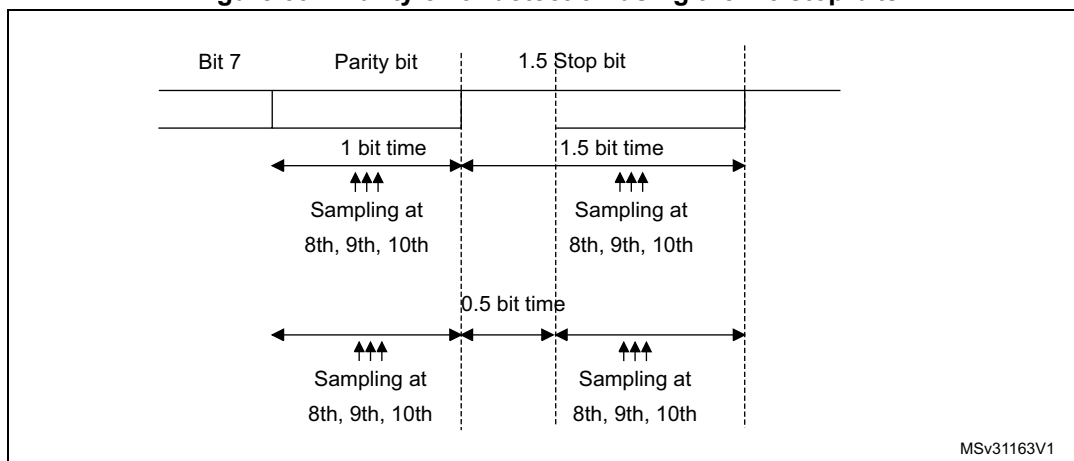 Bit 7 Parity bit 1.5 Stop bit
1 bit time 1.5 bit time
Sampling at Sampling at
8th, 9th, 10th 8th, 9th, 10th
0.5 bit time
Sampling at Sampling at
8th, 9th, 10th 8th, 9th, 10th
MSv31163V1